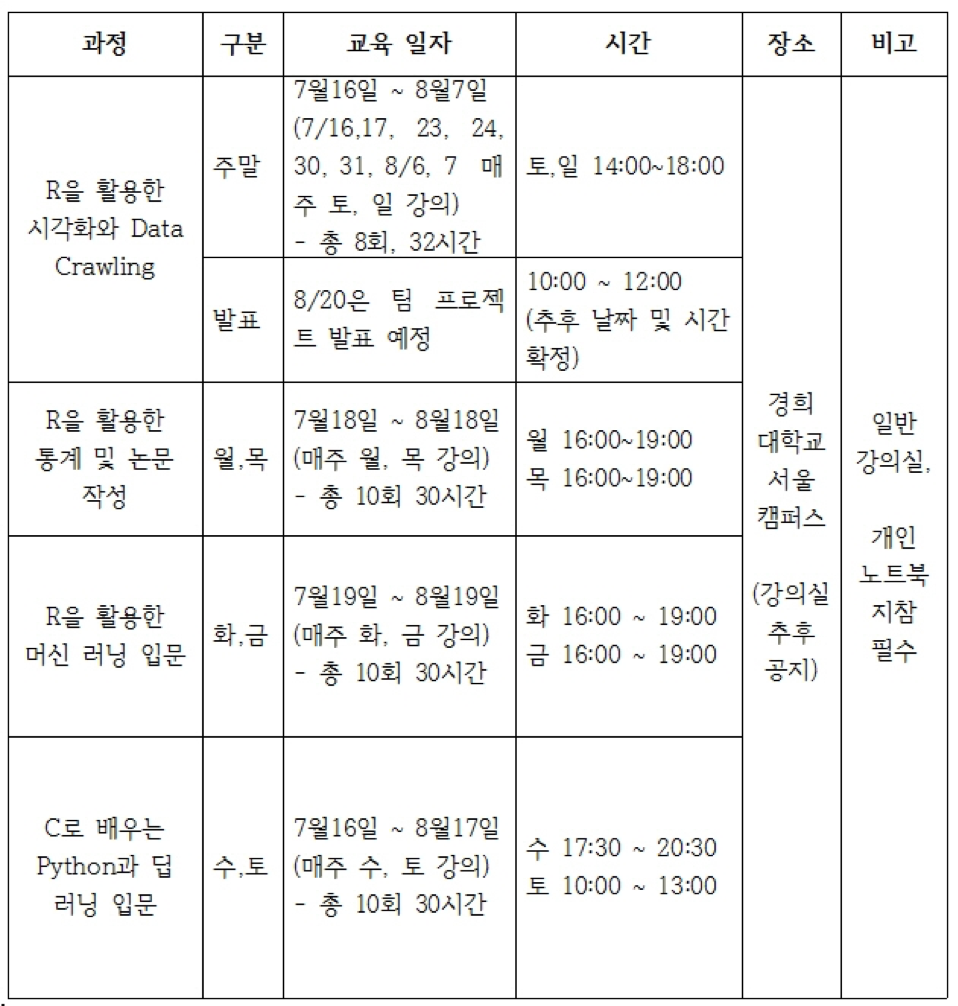 과정 구분 교육 일자 시간 장소 비고
R을 활용한
시각화와 Data
Crawling
주말
7월16일 ~ 8월7일
(7/16,17, 23, 24,
30, 31, 8/6, 7 매
주 토, 일 강의)
- 총 8회, 32시간
토,일 14:00~18:00
발표
8/20은 팀 프로젝
트 발표 예정
10:00 ~ 12:00
(추후 날짜 및 시간
확정)
R을 활용한
통계 및 논문
작성
월,목
7월18일 ~ 8월18일
(매주 월, 목 강의)
- 총 10회 30시간
월 16:00~19:00
목 16:00~19:00
R을 활용한
머신 러닝 입문
화,금
7월19일 ~ 8월19일
(매주 화, 금 강의)
- 총 10회 30시간
화 16:00 ~ 19:00
금 16:00 ~ 19:00
C로 배우는
Python과 딥
러닝 입문
수,토
7월16일 ~ 8월17일
(매주 수, 토 강의)
- 총 10회 30시간
수 17:30 ~ 20:30
토 10:00 ~ 13:00
경희
대학교
서울
캠퍼스
(강의실
추후
공지)
일반
강의실,
개인
노트북
지참
필수